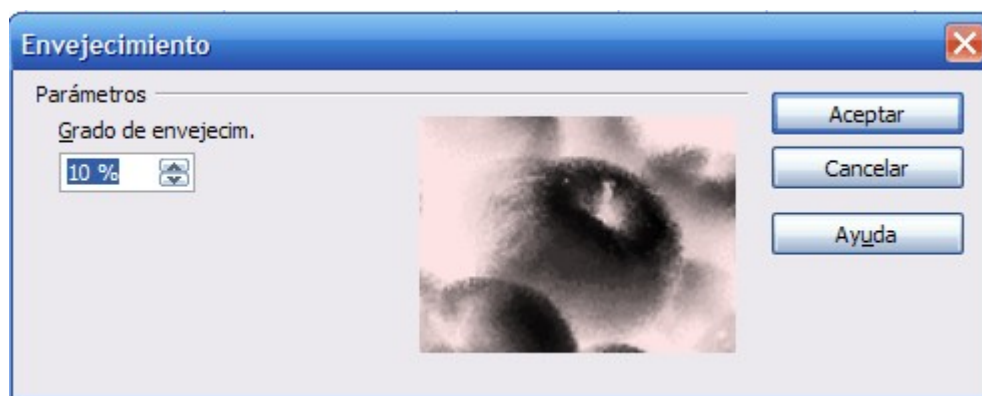 Envejecimiento
Parámetros
Grado de envejecim.
10 %
Aceptar
Cancelar
Ayuda